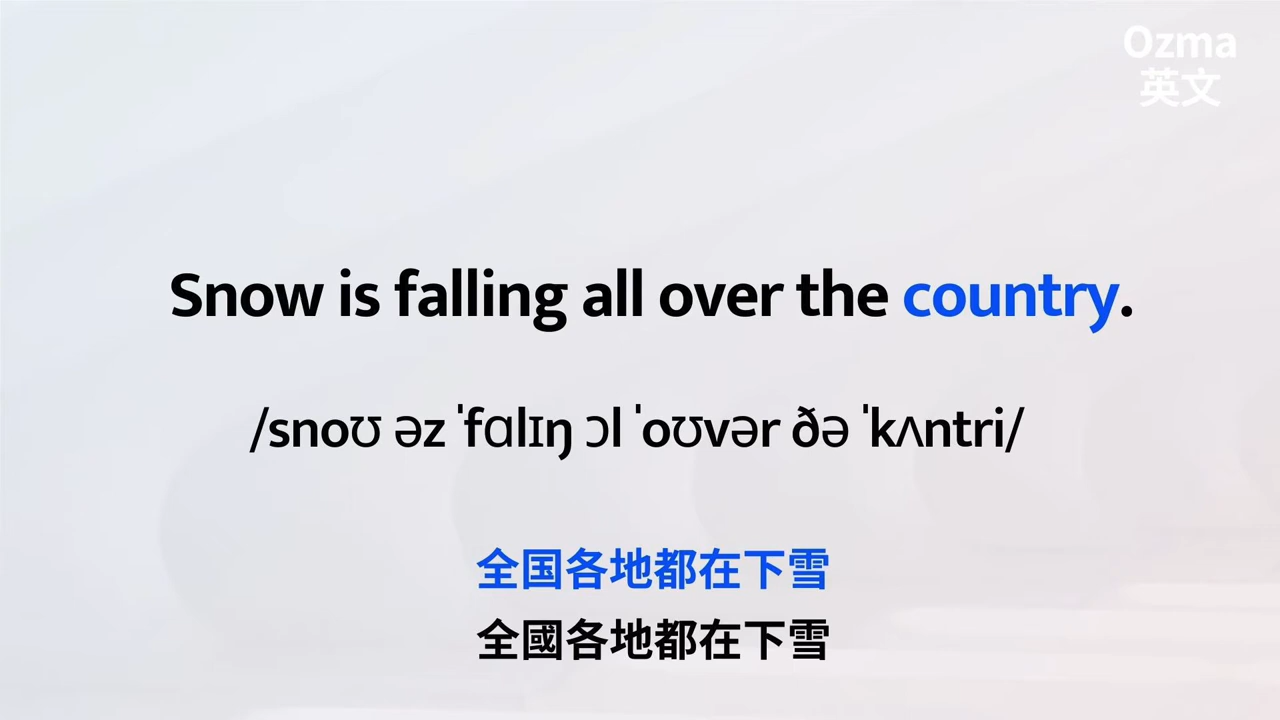 Ozma
英文
Snow is falling all over the country.
/snoʊ əz ˈfɑlɪŋ ɔl ˈoʊvər ðə ˈkʌntri/
全国各地都在下雪
全國各地都在下雪